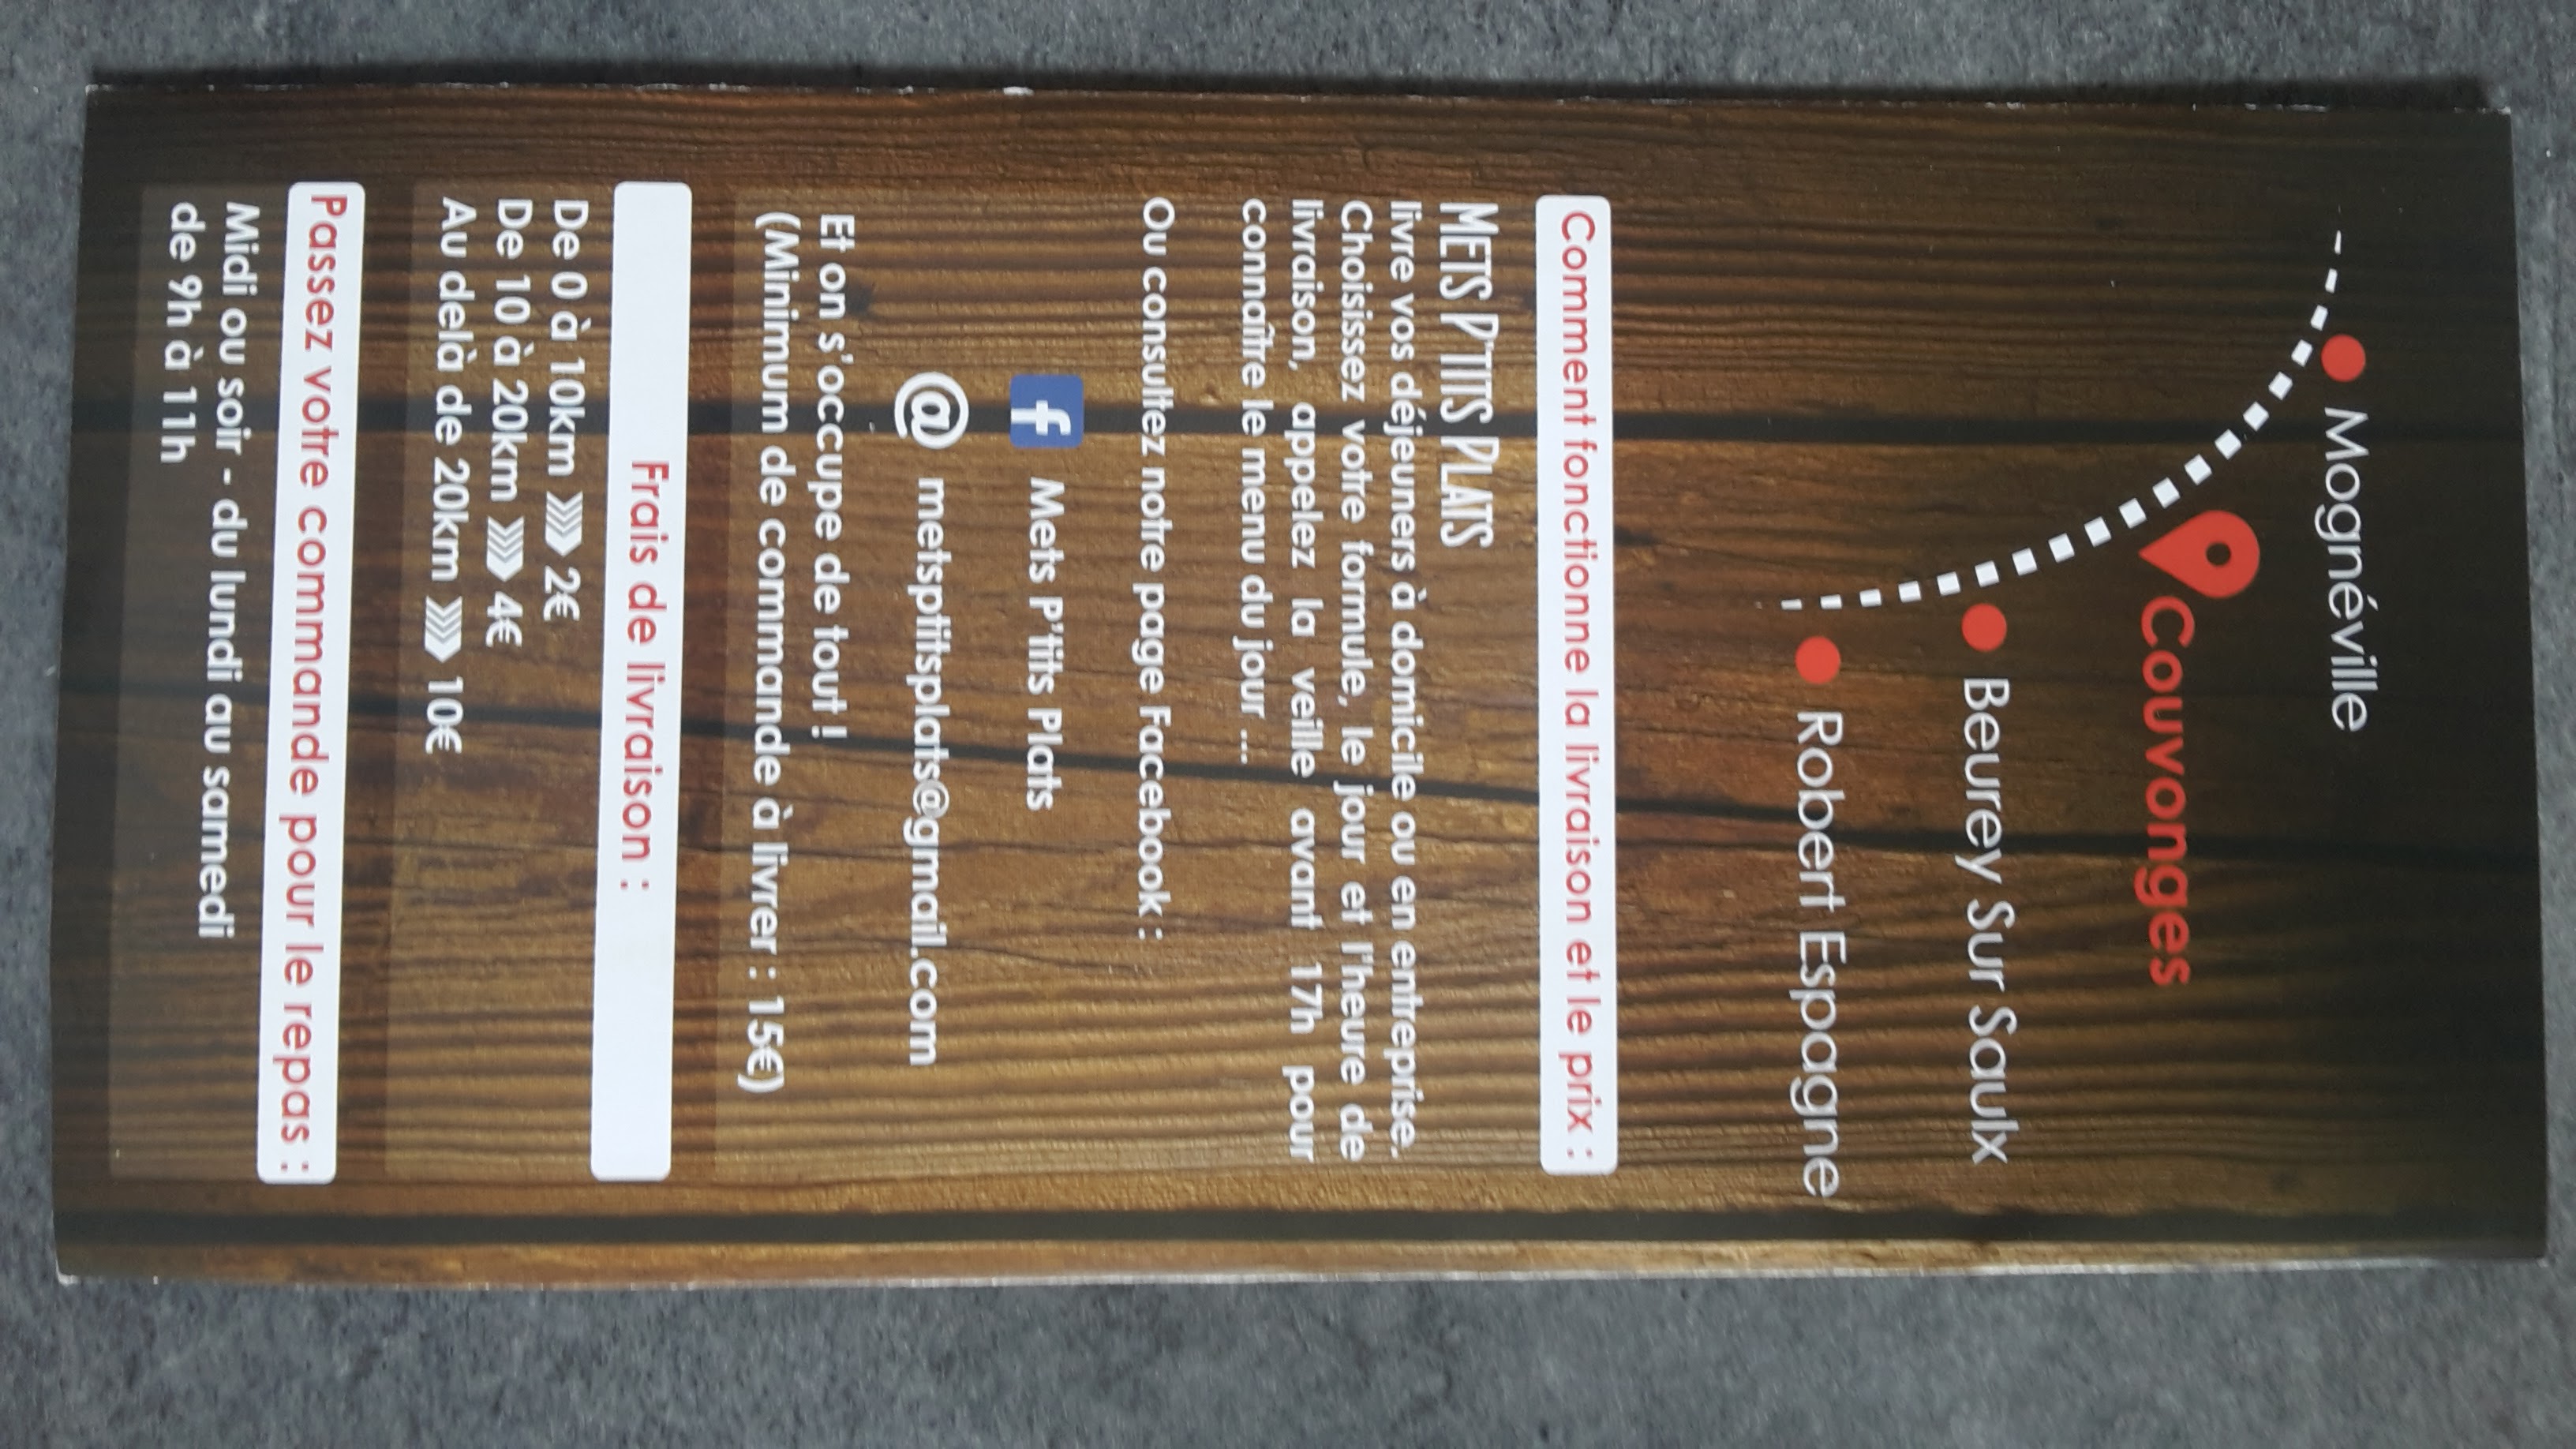 Mognéville
Couvonges
Beurey Sur Saulx
Robert Espagne
Comment fonctionne la livraison et le prix :
METS P'TITS PLATS
livre vos déjeuners à domicile ou en entreprise.
Choisissez votre formule, le jour et l'heure de
livraison, appelez la veille avant 17h pour
connaître le menu du jour ...
Ou consultez notre page Facebook :
f Mets P'tits Plats
@ metsptitsplats@gmail.com
Et on s'occupe de tout !
(Minimum de commande à livrer : 15€)
Frais de livraison :
De 0 à 10km >>>>> 2€
De 10 à 20km >>>>> 4€
Au delà de 20km >>>>> 10€
Passez votre commande pour le repas :
Midi ou soir - du lundi au samedi
de 9h à 11h